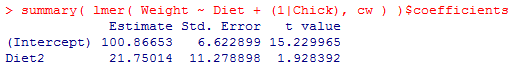 > summary( lmer( Weight ~ Diet + (1|Chick), cw ) )$coefficients
             Estimate Std. Error   t value
(Intercept) 100.86653   6.622899 15.229965
Diet2        21.75014  11.278898  1.928392